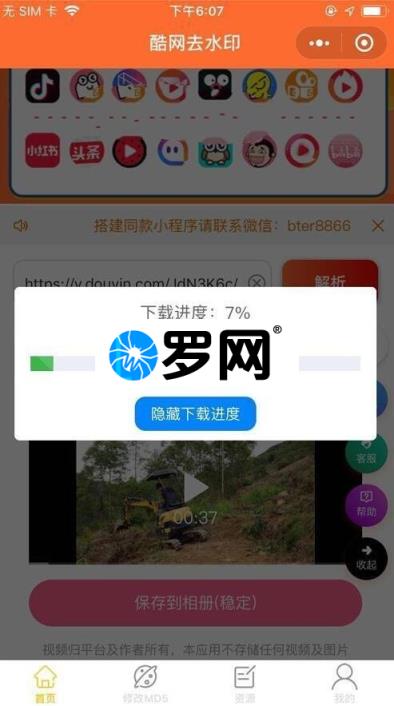 无 SIM 卡
下午6:07
酷网去水印
小红书
头条
搭建同款小程序请联系微信：bter8866
https://v.douyin.com/JdN3K6c/
解析
下载进度：7%
罗网®
隐藏下载进度
客服
00:37
帮助
收起
保存到相册(稳定)
视频归平台及作者所有，本应用不存储任何视频及图片
首页
修改MD5
资源
我的